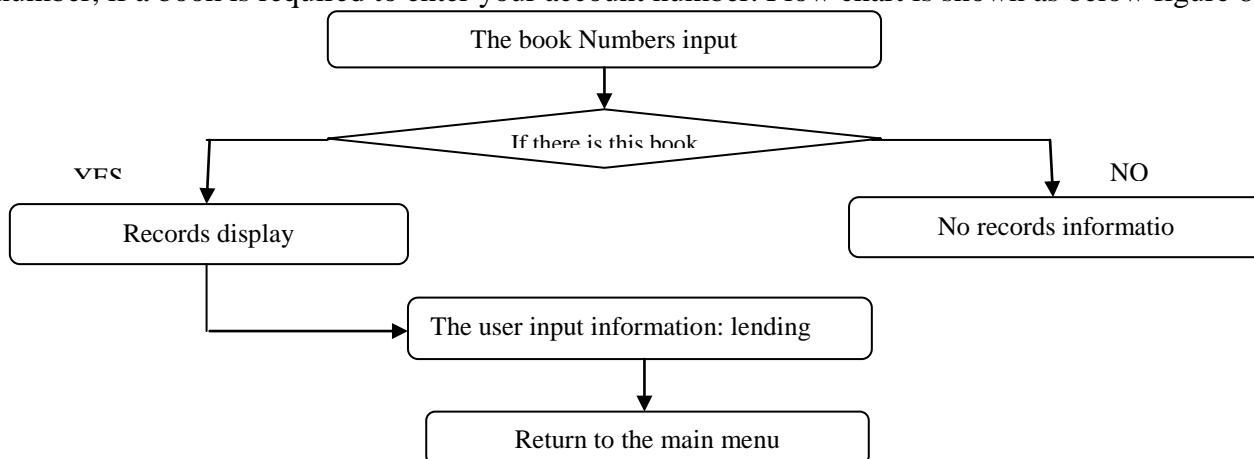 number, if a book is required to enter your account number. Flow chart is shown as below figure
The book Numbers input
If there is this book
YES
NO
Records display
No records informatio
The user input information: lending
Return to the main menu